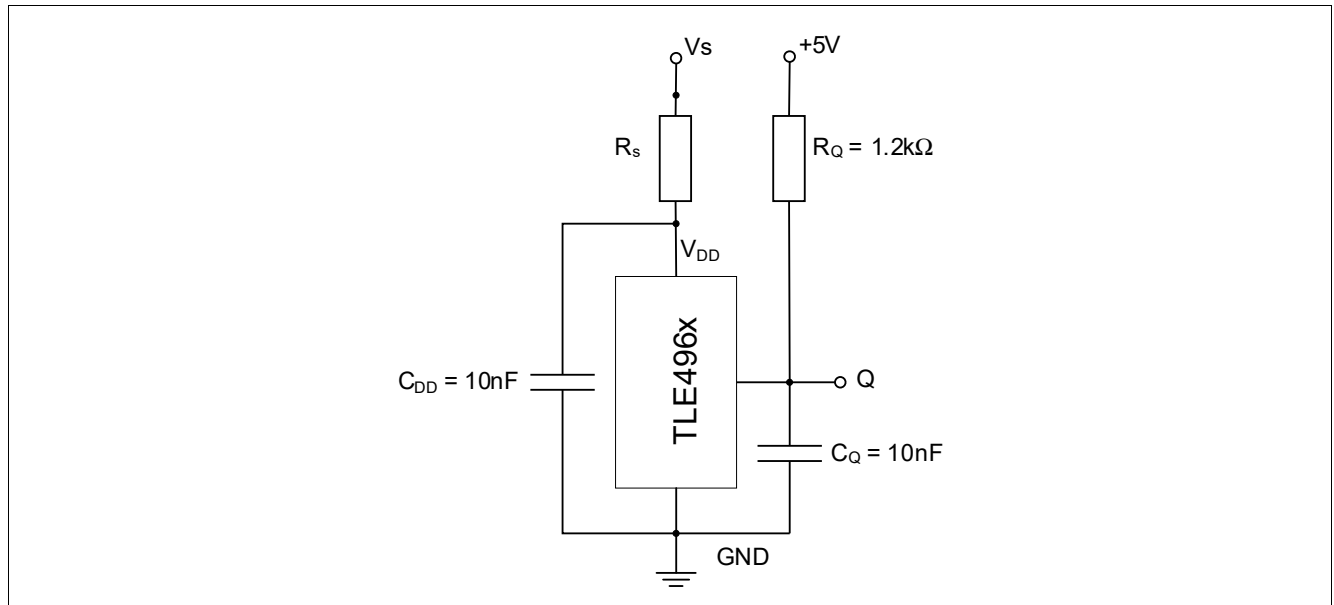 Vs
+5V
Rs
RQ = 1.2kΩ
VDD
TLE496x
CDD = 10nF
Q
CQ = 10nF
GND